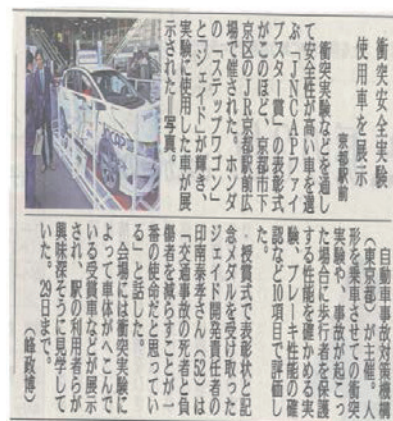 衝突安全実験
使用車を展示
京都駅前
衝突実験などを通し
て安全性が高い車を選
ぶ「JNCAPファイ
ブスター賞」の表彰式
がこのほど、京都市下
京区のJR京都駅前広
場で催された。ホンダ
の「ステップワゴン」
と「ジェイド」が輝き、
実験に使用した車が展
示された＝写真。
自動車事故対策機構
（東京都）が主催。人
形を乗車させての衝突
実験や、事故が起こっ
た場合に歩行者を保護
する性能を確かめる実
験、ブレーキ性能の確
認など10項目で評価し
た。
授賞式で表彰状と記
念メダルを受け取った
ジェイド開発責任者の
印南泰孝さん（52）は
「交通事故の死者と負
傷者を減らすことが一
番の使命だと思ってい
る」と話した。
会場には衝突実験に
よって車体がへこんで
いる受賞車などが展示
され、駅の利用者らが
興味深そうに見学して
いた。29日まで。
（峰政博）